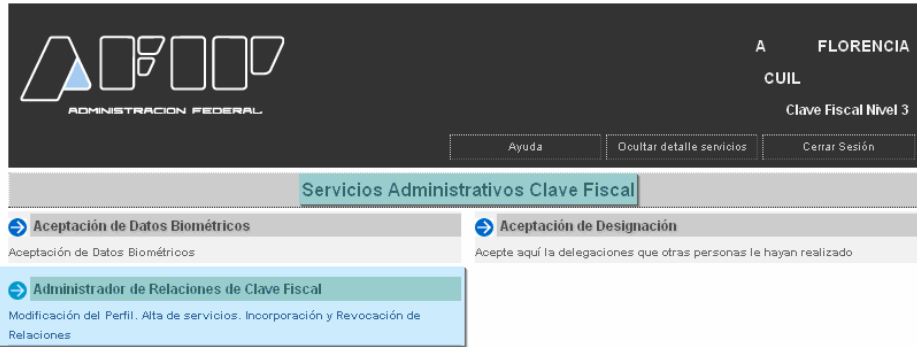 AFIP
ADMINISTRACION FEDERAL
A FLORENCIA
CUIL
Clave Fiscal Nivel 3
Ayuda
Ocultar detalle servicios
Cerrar Sesión
Servicios Administrativos Clave Fiscal
Aceptación de Datos Biométricos
Aceptación de Datos Biométricos
Aceptación de Designación
Acepte aquí la delegaciones que otras personas le hayan realizado
Administrador de Relaciones de Clave Fiscal
Modificación del Perfil. Alta de servicios. Incorporación y Revocación de
Relaciones